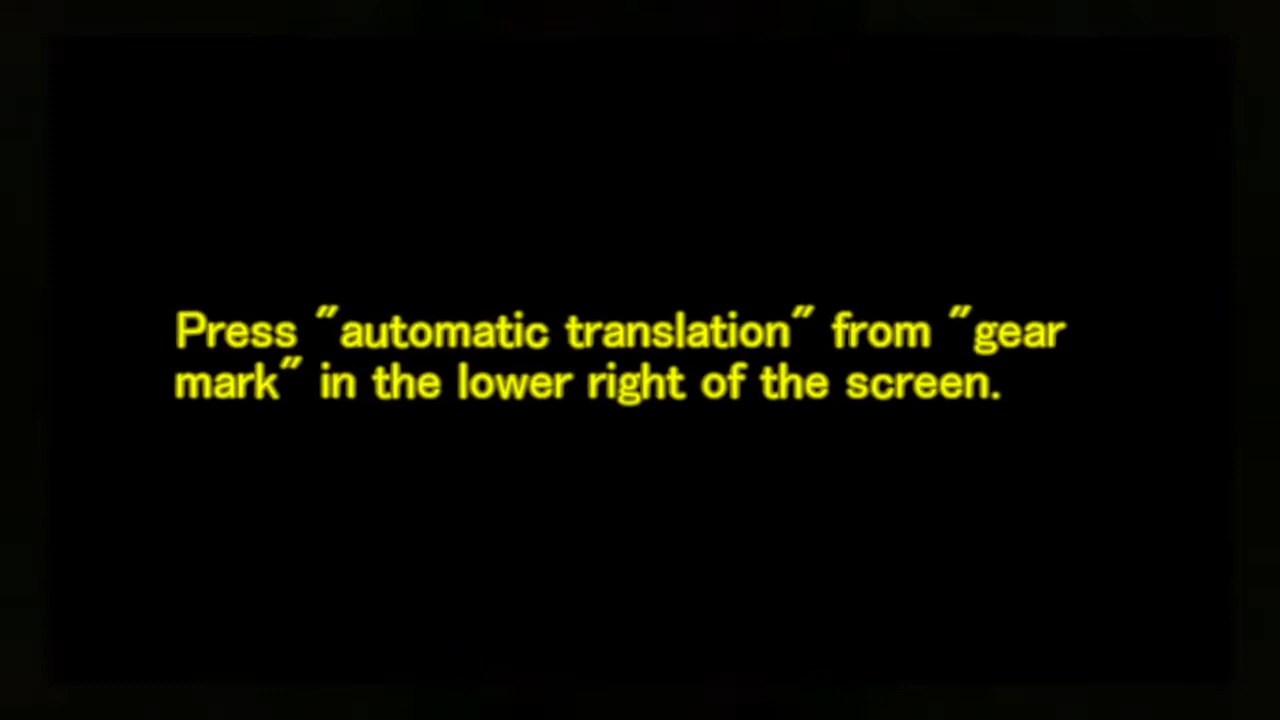 Press "automatic translation" from "gear
mark" in the lower right of the screen.